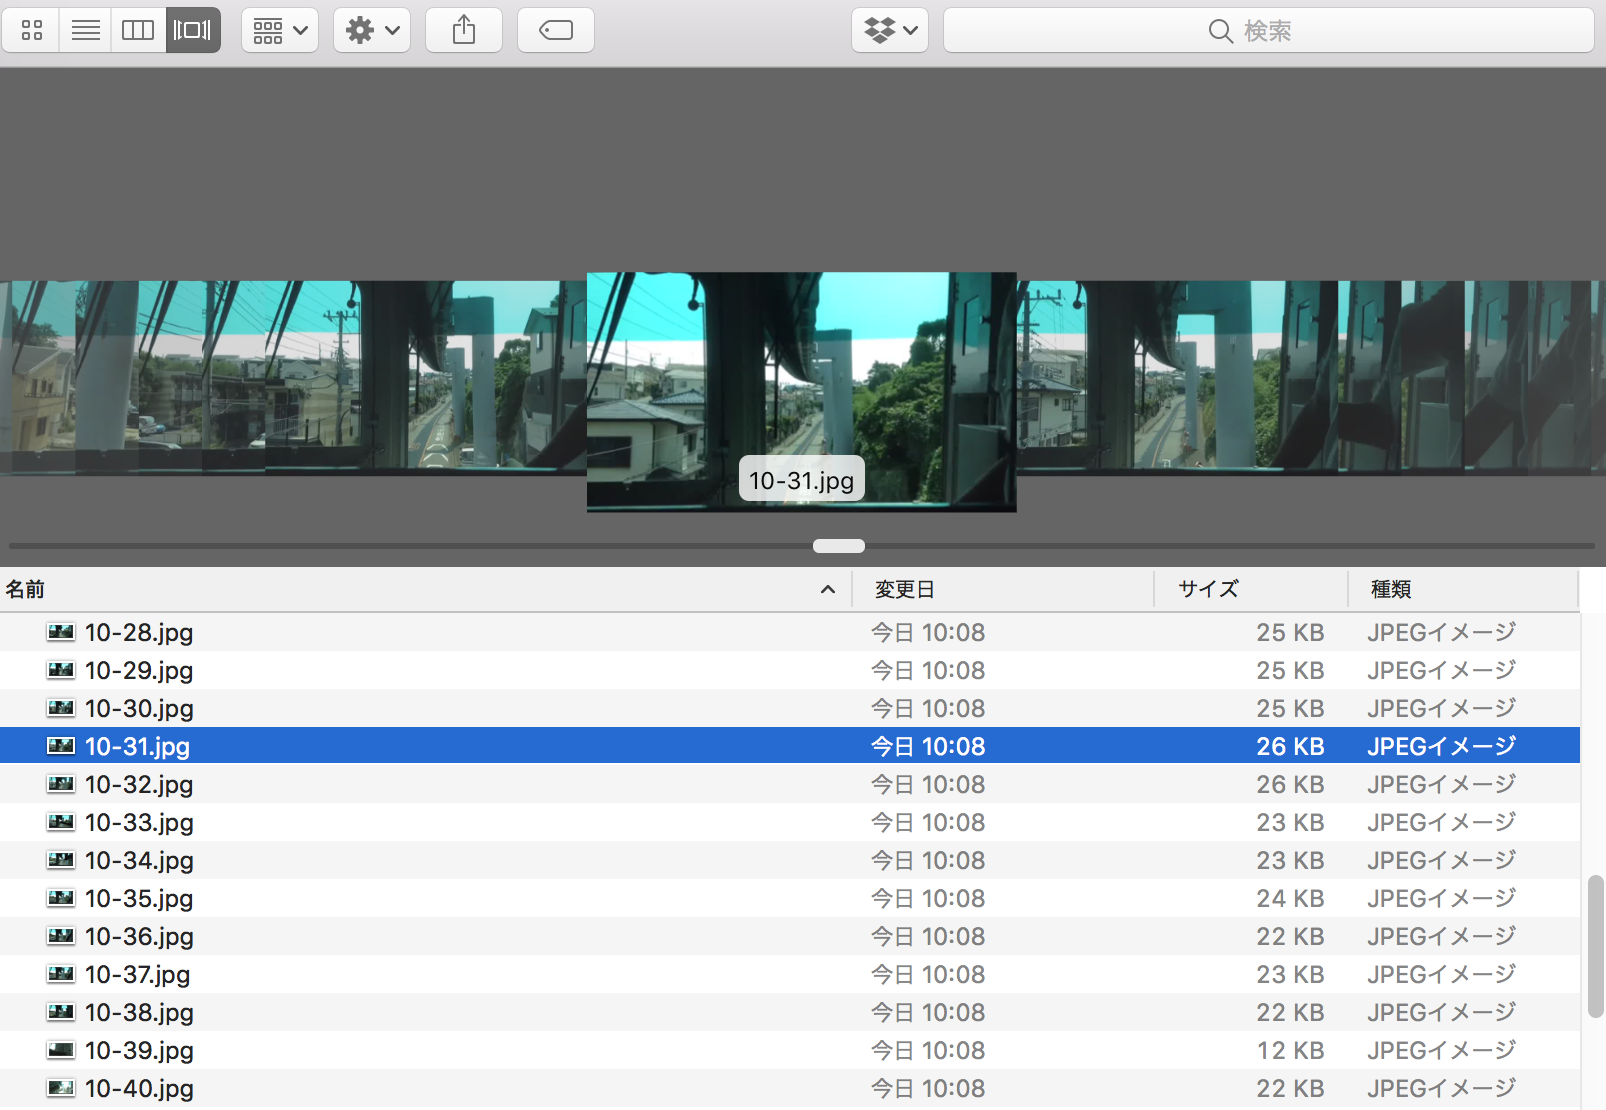 検索
10-31.jpg
名前 変更日 サイズ 種類
10-28.jpg 今日 10:08 25 KB JPEGイメージ
10-29.jpg 今日 10:08 25 KB JPEGイメージ
10-30.jpg 今日 10:08 25 KB JPEGイメージ
10-31.jpg 今日 10:08 26 KB JPEGイメージ
10-32.jpg 今日 10:08 26 KB JPEGイメージ
10-33.jpg 今日 10:08 23 KB JPEGイメージ
10-34.jpg 今日 10:08 23 KB JPEGイメージ
10-35.jpg 今日 10:08 24 KB JPEGイメージ
10-36.jpg 今日 10:08 22 KB JPEGイメージ
10-37.jpg 今日 10:08 23 KB JPEGイメージ
10-38.jpg 今日 10:08 22 KB JPEGイメージ
10-39.jpg 今日 10:08 12 KB JPEGイメージ
10-40.jpg 今日 10:08 22 KB JPEGイメージ